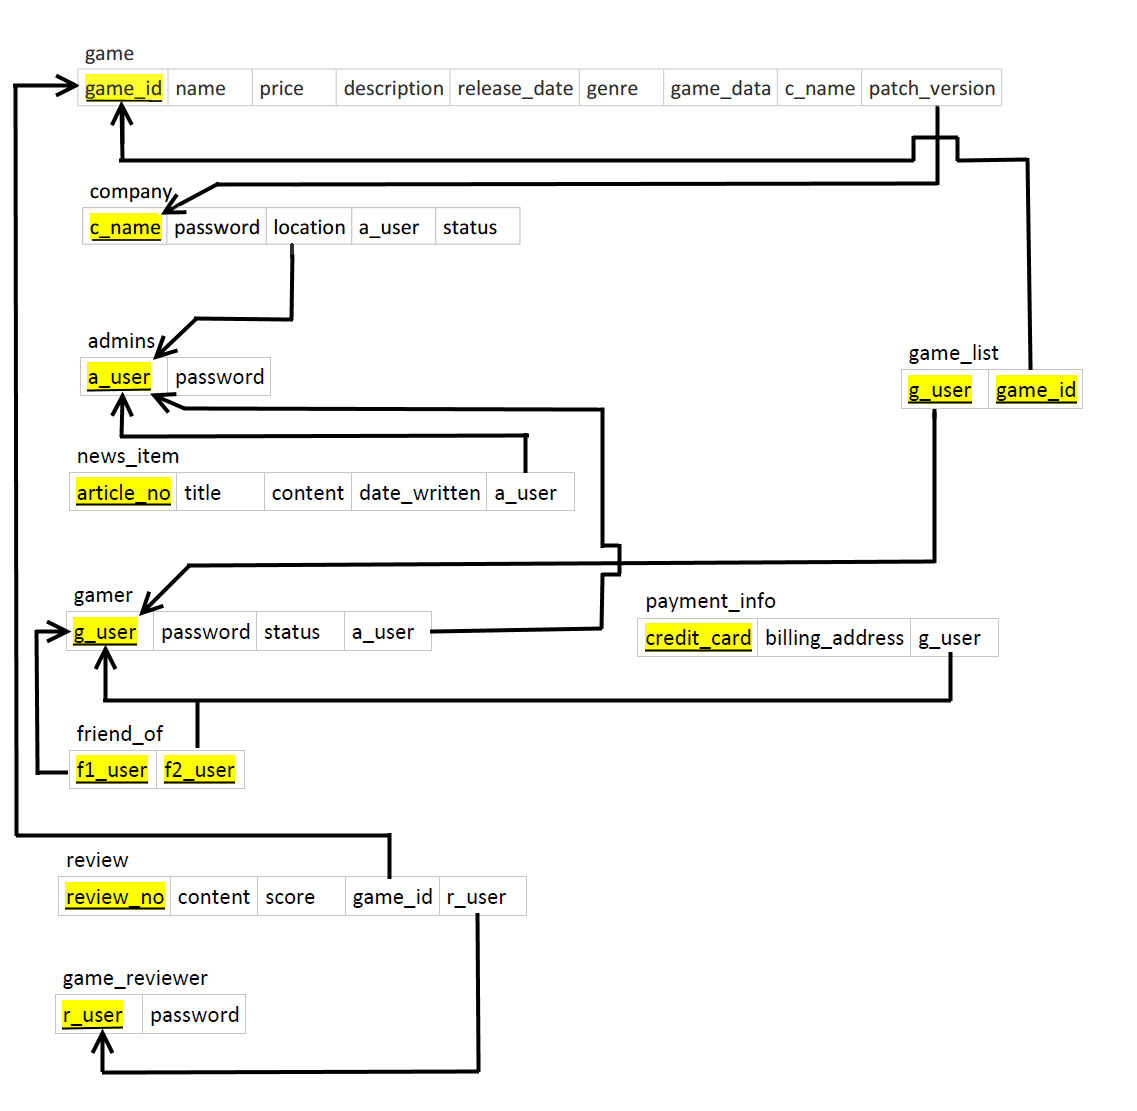 game
game_id name price description release_date genre game_data c_name patch_version
company
c_name password location a_user status
admins
a_user password
game_list
g_user game_id
news_item
article_no title content date_written a_user
gamer
g_user password status a_user
payment_info
credit_card billing_address g_user
friend_of
f1_user f2_user
review
review_no content score game_id r_user
game_reviewer
r_user password